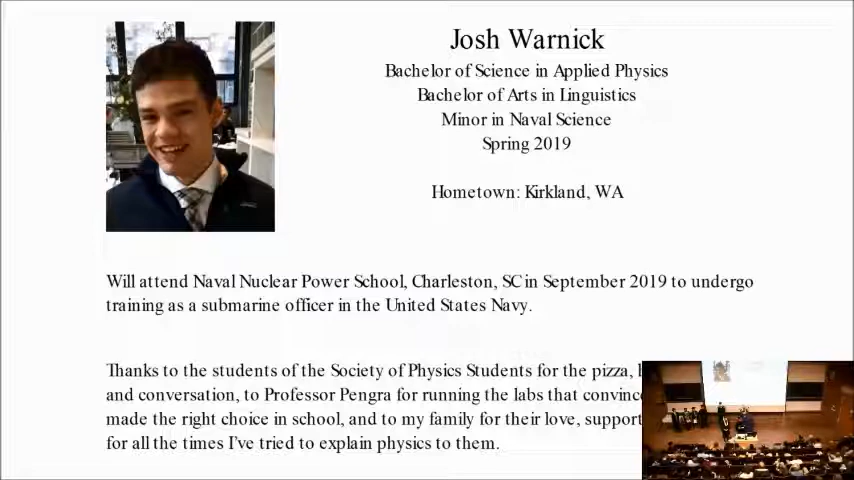 Josh Warnick
Bachelor of Science in Applied Physics
Bachelor of Arts in Linguistics
Minor in Naval Science
Spring 2019
Hometown: Kirkland, WA
Will attend Naval Nuclear Power School, Charleston, SC in September 2019 to undergo
training as a submarine officer in the United States Navy.
Thanks to the students of the Society of Physics Students for the pizza,
and conversation, to Professor Pengra for running the labs that convinc
made the right choice in school, and to my family for their love, support
for all the times I've tried to explain physics to them.